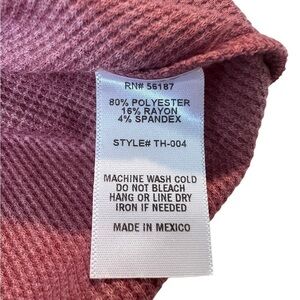 RN# 56187
80% POLYESTER
16% RAYON
4% SPANDEX
STYLE# TH-004
MACHINE WASH COLD
DO NOT BLEACH
HANG OR LINE DRY
IRON IF NEEDED
MADE IN MEXICO